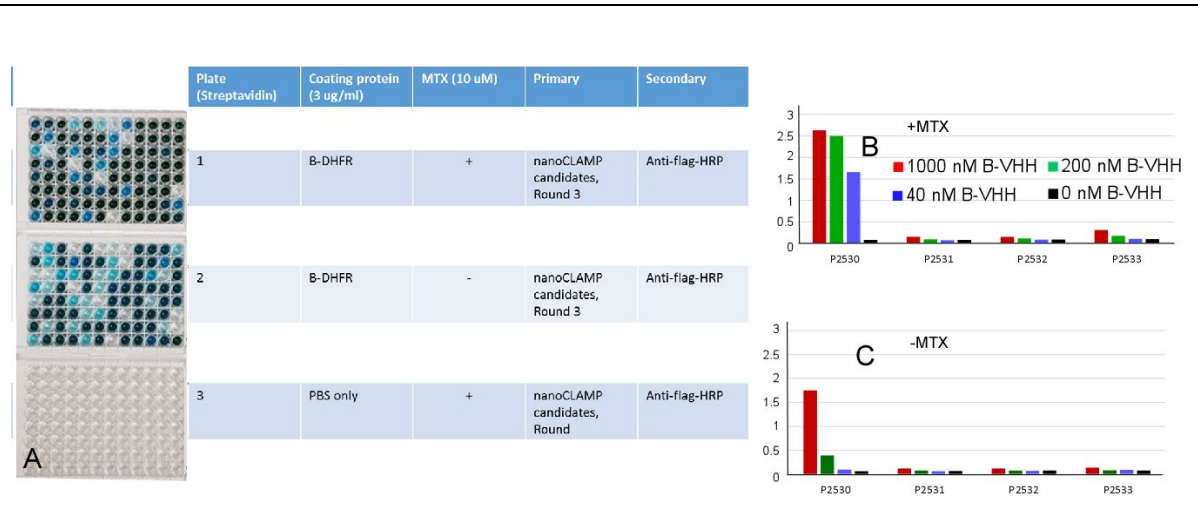 Plate
(Streptavidin)
Coating protein
(3 ug/ml)
MTX (10 uM)
Primary
Secondary
1
B-DHFR
+
nanoCLAMP
candidates,
Round 3
Anti-flag-HRP
2
B-DHFR
-
nanoCLAMP
candidates,
Round 3
Anti-flag-HRP
3
PBS only
+
nanoCLAMP
candidates,
Round
Anti-flag-HRP
A
3
2.5
2
1.5
1
0.5
0
+MTX
B
1000 nM B-VHH
200 nM B-VHH
40 nM B-VHH
0 nM B-VHH
P2530
P2531
P2532
P2533
3
2.5
2
1.5
1
0.5
0
-MTX
C
P2530
P2531
P2532
P2533